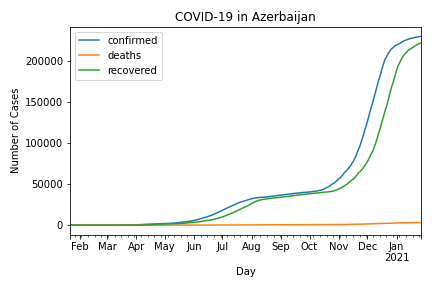 COVID-19 in Azerbaijan
confirmed
deaths
recovered
Number of Cases
200000
150000
100000
50000
0
Feb Mar Apr May Jun Jul Aug Sep Oct Nov Dec Jan
2021
Day